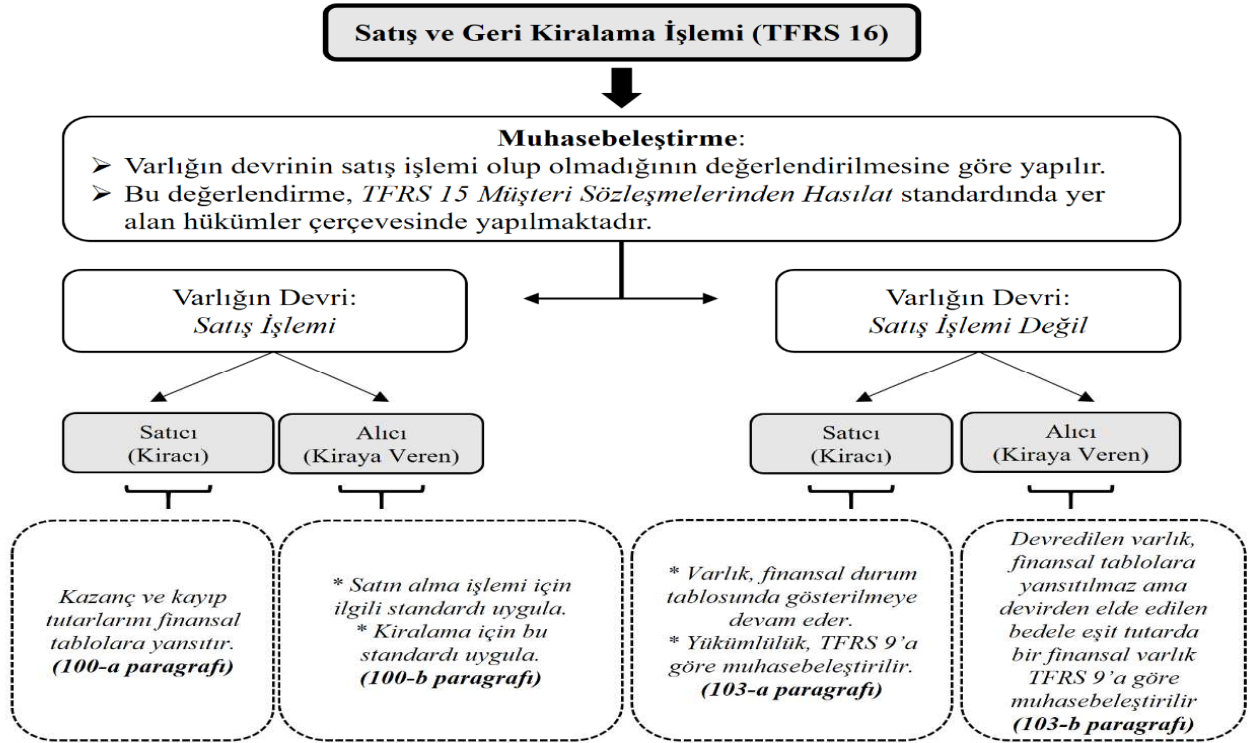 Satış ve Geri Kiralama İşlemi (TFRS 16)
Muhasebeleştirme:
➢ Varlığın devrinin satış işlemi olup olmadığının değerlendirilmesine göre yapılır.
➢ Bu değerlendirme, TFRS 15 Müşteri Sözleşmelerinden Hasılat standardında yer
alan hükümler çerçevesinde yapılmaktadır.
Varlığın Devri:
Satış İşlemi
Varlığın Devri:
Satış İşlemi Değil
Satıcı
(Kiracı)
Alıcı
(Kiraya Veren)
Satıcı
(Kiracı)
Alıcı
(Kiraya Veren)
Kazanç ve kayıp
tutarlarını finansal
tablolara yansıtır.
(100-a paragrafı)
* Satın alma işlemi için
ilgili standardı uygula.
* Kiralama için bu
standardı uygula.
(100-b paragrafı)
* Varlık, finansal durum
tablosunda gösterilmeye
devam eder.
* Yükümlülük, TFRS 9’a
göre muhasebeleştirilir.
(103-a paragrafı)
Devredilen varlık,
finansal tablolara
yansıtılmaz ama
devirden elde edilen
bedele eşit tutarda
bir finansal varlık
TFRS 9’a göre
muhasebeleştirilir
(103-b paragrafı)